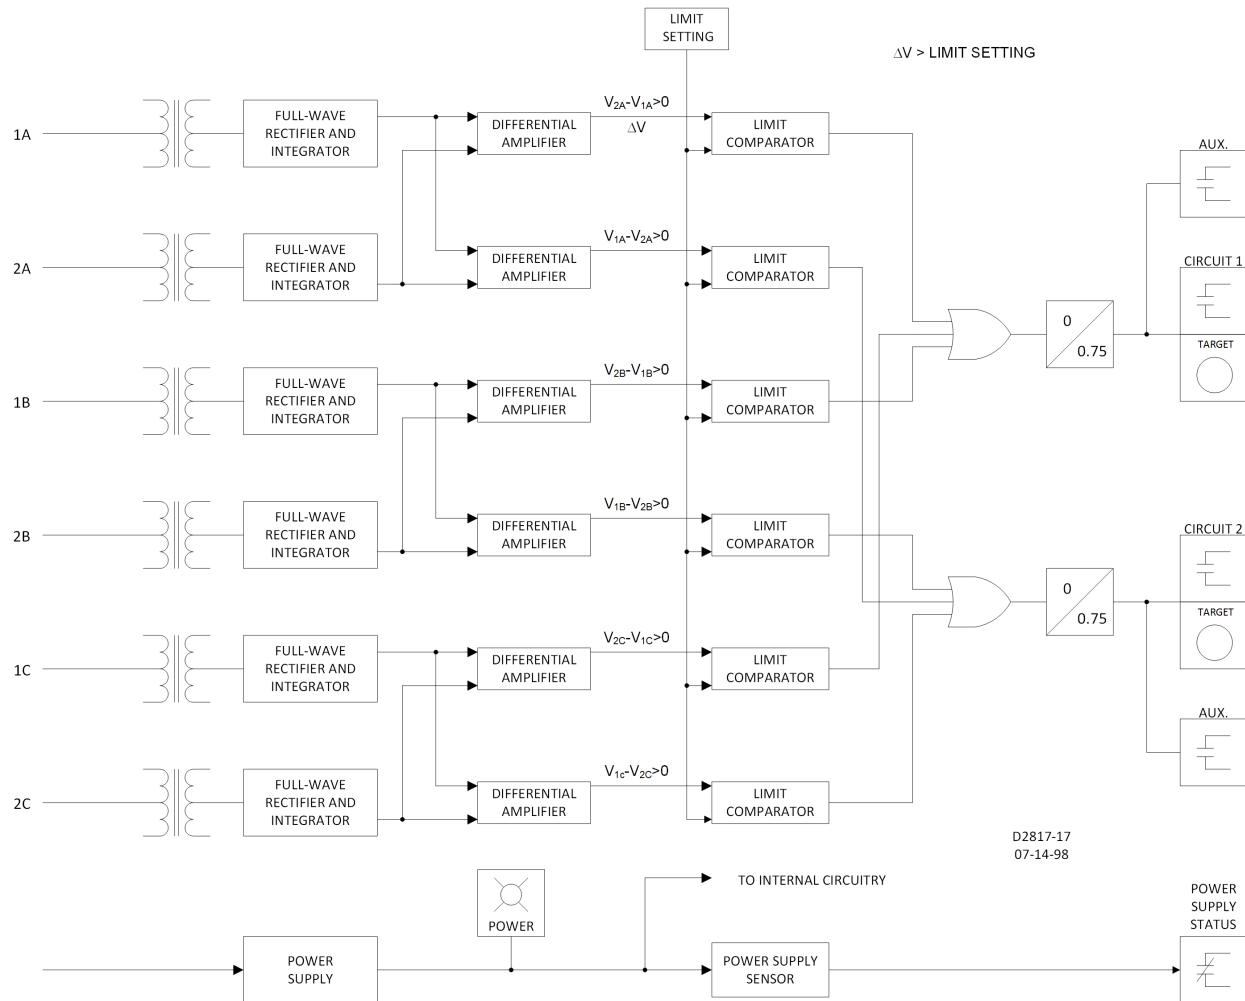 LIMIT
SETTING
∆V > LIMIT SETTING
1A
FULL-WAVE
RECTIFIER AND
INTEGRATOR
DIFFERENTIAL
AMPLIFIER
V2A-V1A>0
∆V
LIMIT
COMPARATOR
AUX.
2A
FULL-WAVE
RECTIFIER AND
INTEGRATOR
DIFFERENTIAL
AMPLIFIER
V1A-V2A>0
LIMIT
COMPARATOR
CIRCUIT 1
0
0.75
TARGET
1B
FULL-WAVE
RECTIFIER AND
INTEGRATOR
DIFFERENTIAL
AMPLIFIER
V2B-V1B>0
LIMIT
COMPARATOR
2B
FULL-WAVE
RECTIFIER AND
INTEGRATOR
DIFFERENTIAL
AMPLIFIER
V1B-V2B>0
LIMIT
COMPARATOR
CIRCUIT 2
0
0.75
TARGET
1C
FULL-WAVE
RECTIFIER AND
INTEGRATOR
DIFFERENTIAL
AMPLIFIER
V2C-V1C>0
LIMIT
COMPARATOR
AUX.
2C
FULL-WAVE
RECTIFIER AND
INTEGRATOR
DIFFERENTIAL
AMPLIFIER
V1c-V2C>0
LIMIT
COMPARATOR
D2817-17
07-14-98
POWER
TO INTERNAL CIRCUITRY
POWER
SUPPLY
STATUS
POWER
SUPPLY
POWER SUPPLY
SENSOR